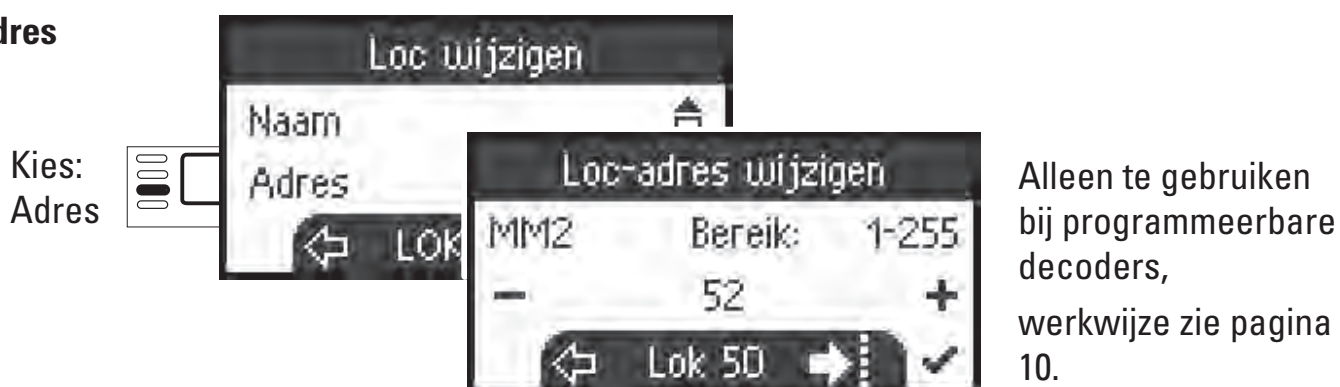 dres
Loc wijzigen
Naam
Kies:
Adres
Adres
LOK
Loc-adres wijzigen
MM2 Bereik: 1-255
− 52 +
Lok 50
Alleen te gebruiken
bij programmeerbare
decoders,
werkwijze zie pagina
10.